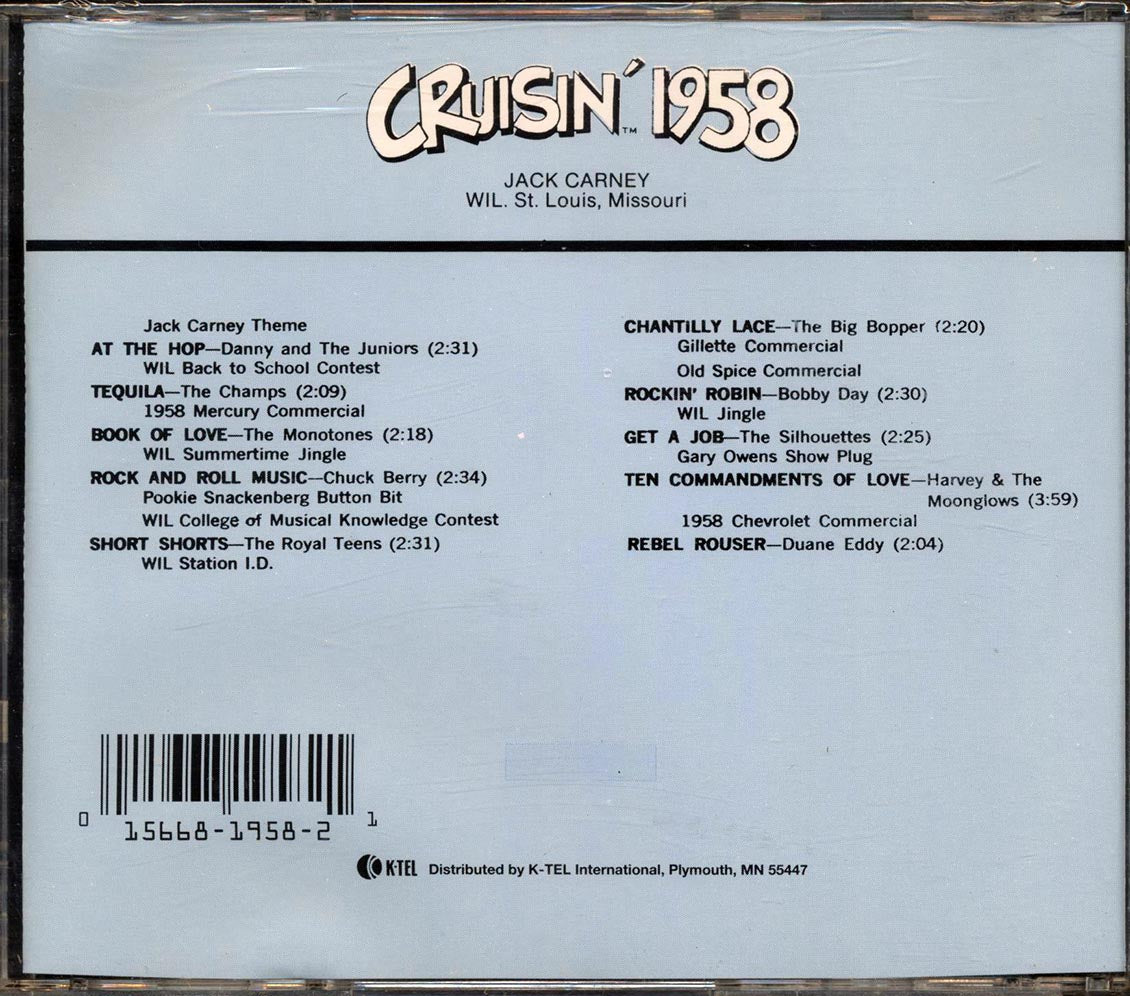 CRUISIN' 1958
™
JACK CARNEY
WIL. St. Louis, Missouri
Jack Carney Theme
AT THE HOP—Danny and The Juniors (2:31)
WIL Back to School Contest
TEQUILA—The Champs (2:09)
1958 Mercury Commercial
BOOK OF LOVE—The Monotones (2:18)
WIL Summertime Jingle
ROCK AND ROLL MUSIC—Chuck Berry (2:34)
Pookie Snackenberg Button Bit
WIL College of Musical Knowledge Contest
SHORT SHORTS—The Royal Teens (2:31)
WIL Station I.D.
CHANTILLY LACE—The Big Bopper (2:20)
Gillette Commercial
Old Spice Commercial
ROCKIN' ROBIN—Bobby Day (2:30)
WIL Jingle
GET A JOB—The Silhouettes (2:25)
Gary Owens Show Plug
TEN COMMANDMENTS OF LOVE—Harvey & The
Moonglows (3:59)
1958 Chevrolet Commercial
REBEL ROUSER—Duane Eddy (2:04)
0 15668-1958-2 1
K-TEL Distributed by K-TEL International, Plymouth, MN 55447